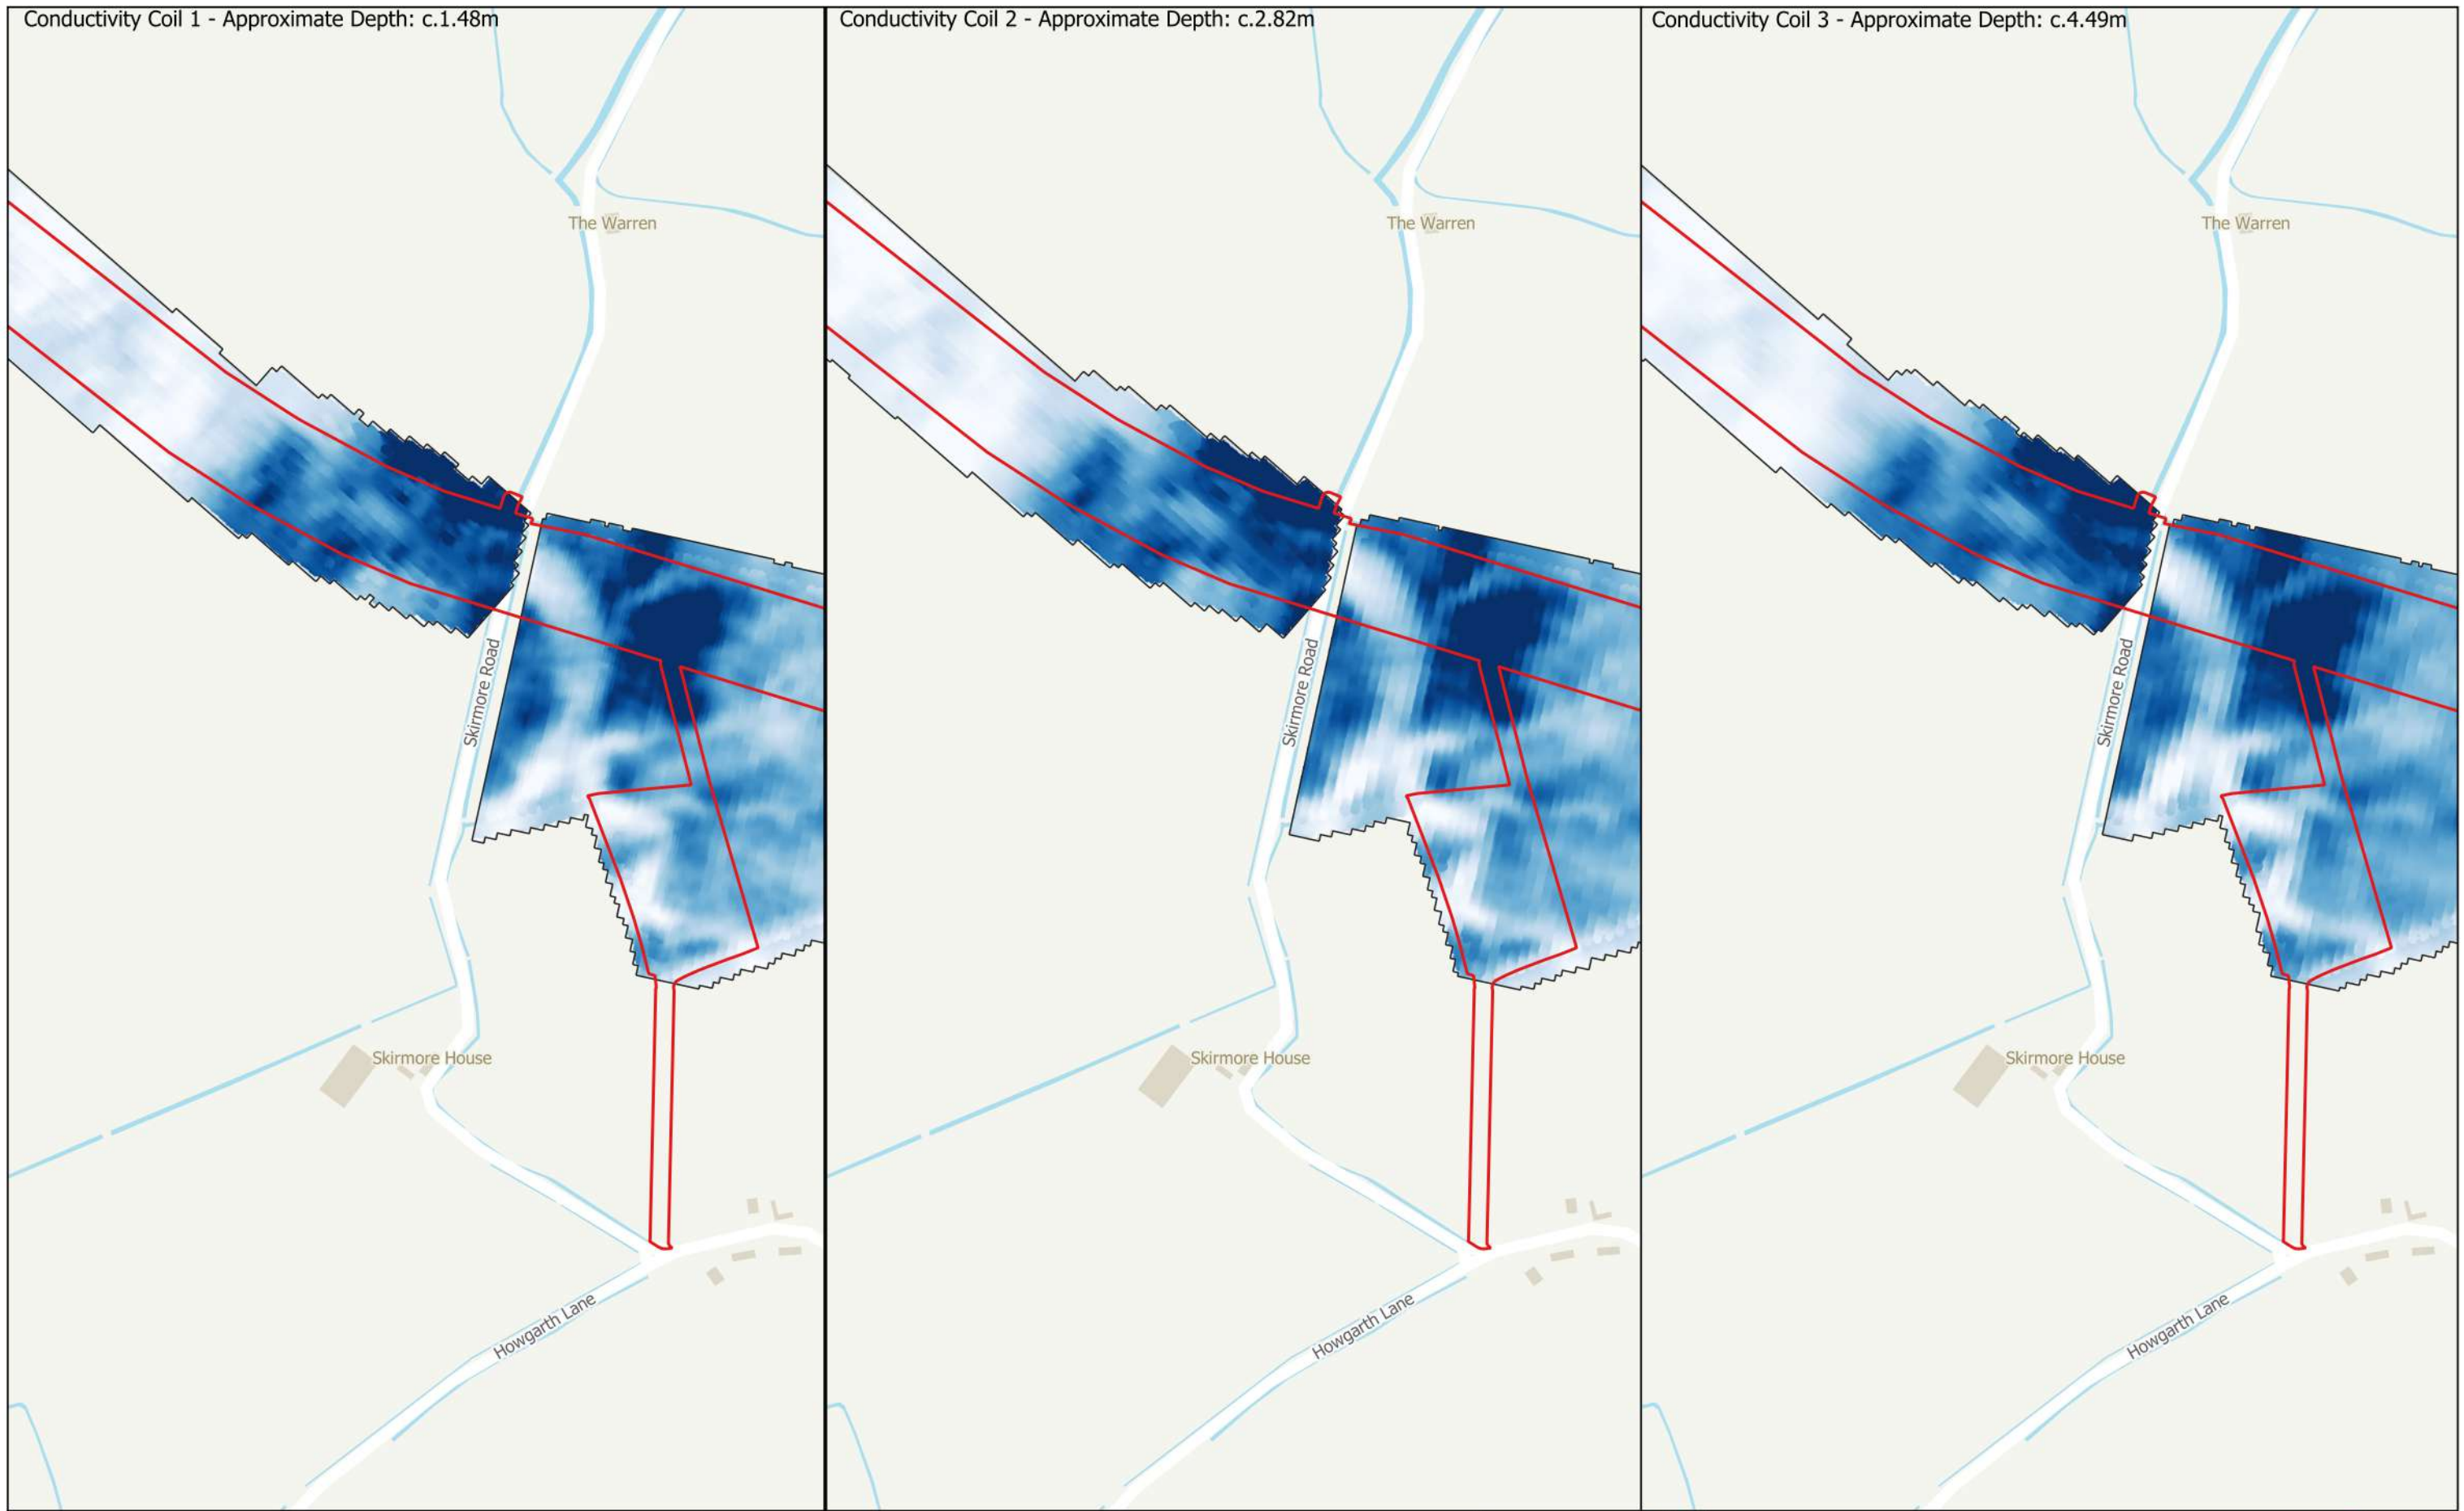 Conductivity Coil 1 - Approximate Depth: c.1.48m
The Warren
Skirmore Road
Skirmore House
Howgarth Lane
Conductivity Coil 2 - Approximate Depth: c.2.82m
The Warren
Skirmore Road
Skirmore House
Howgarth Lane
Conductivity Coil 3 - Approximate Depth: c.4.49m
The Warren
Skirmore Road
Skirmore House
Howgarth Lane